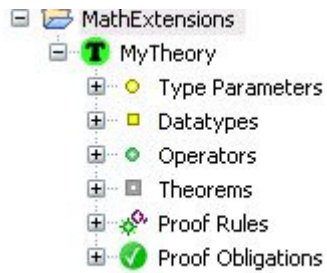 MathExtensions
T MyTheory
Type Parameters
Datatypes
Operators
Theorems
Proof Rules
Proof Obligations